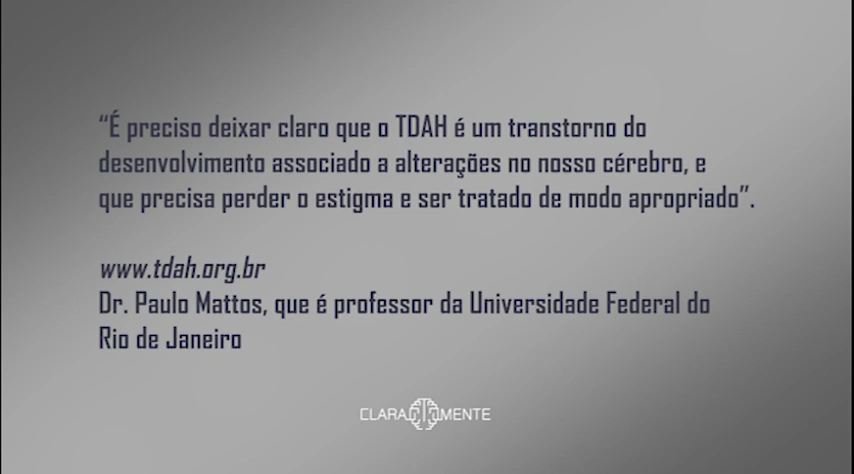 “É preciso deixar claro que o TDAH é um transtorno do
desenvolvimento associado a alterações no nosso cérebro, e
que precisa perder o estigma e ser tratado de modo apropriado”.
www.tdah.org.br
Dr. Paulo Mattos, que é professor da Universidade Federal do
Rio de Janeiro
CLARAMENTE